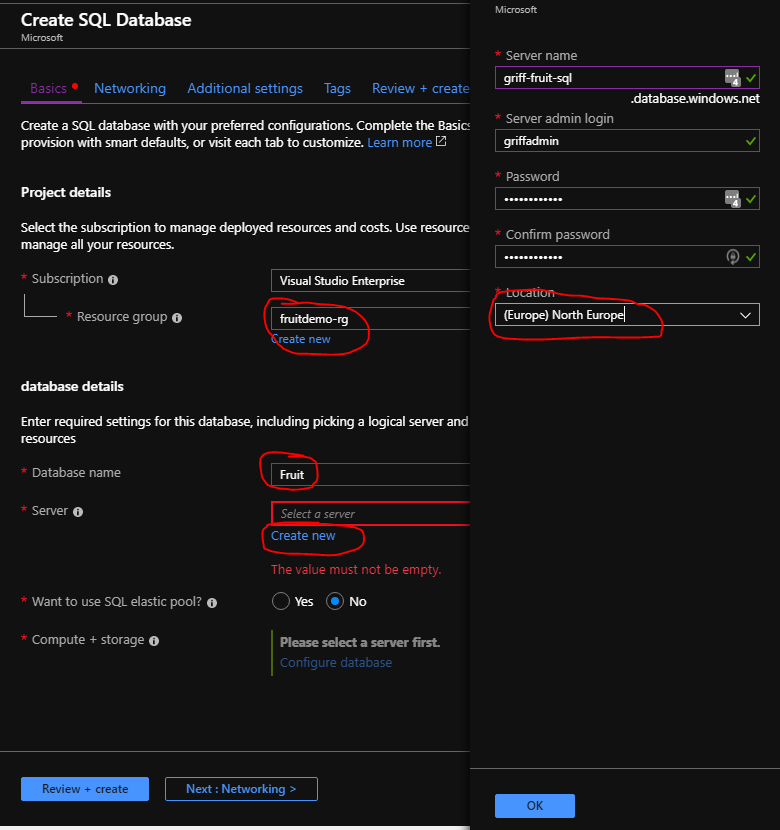 Create SQL Database
Microsoft
Basics
Networking
Additional settings
Tags
Review + create
Create a SQL database with your preferred configurations. Complete the Basics
provision with smart defaults, or visit each tab to customize. Learn more
Project details
Select the subscription to manage deployed resources and costs. Use resource
manage all your resources.
* Subscription
Visual Studio Enterprise
* Resource group
fruitdemo-rg
Create new
database details
Enter required settings for this database, including picking a logical server and
resources
* Database name
Fruit
* Server
Select a server
Create new
The value must not be empty.
* Want to use SQL elastic pool?
Yes
No
* Compute + storage
Please select a server first.
Configure database
Review + create
Next : Networking >
Microsoft
* Server name
griff-fruit-sql
4
.database.windows.net
* Server admin login
griffadmin
* Password
••••••••••••
4
* Confirm password
••••••••••••
* Location
(Europe) North Europe
OK